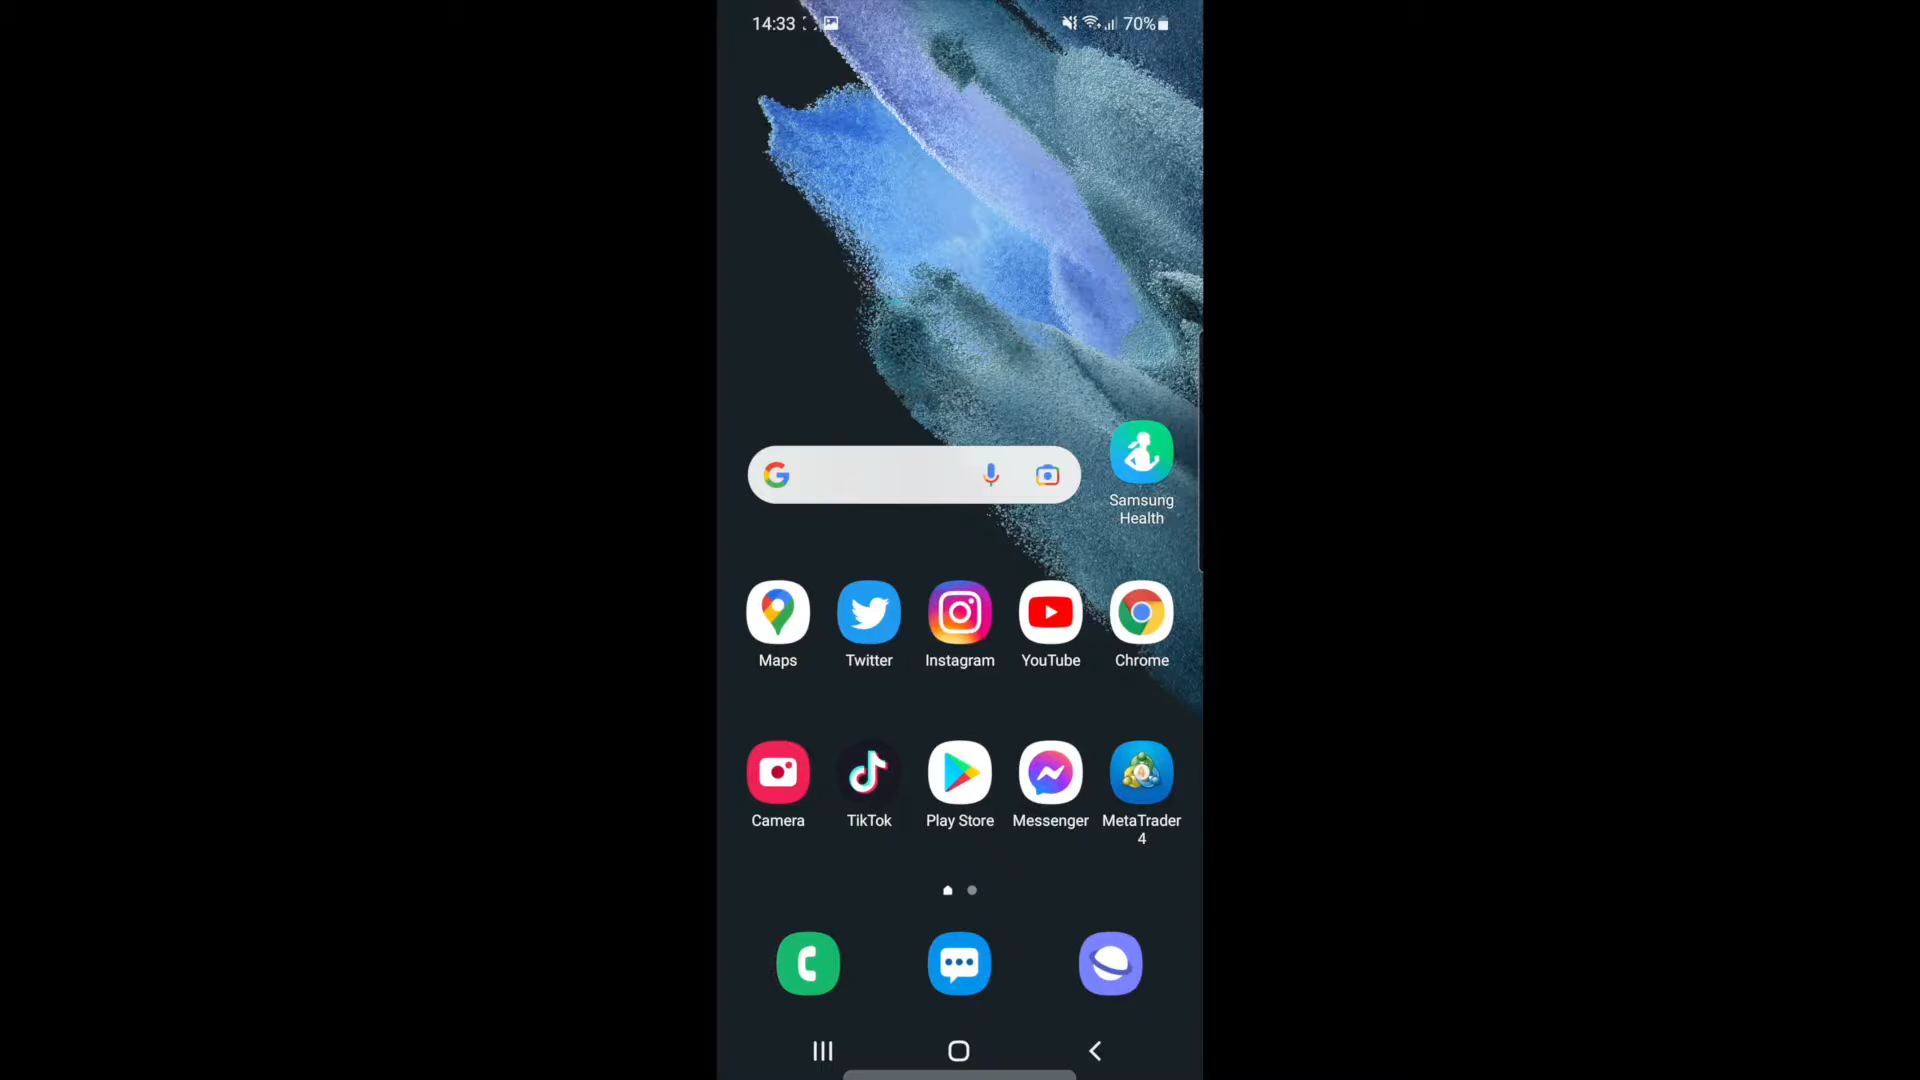 14:33
70%
Samsung
Health
Maps
Twitter
Instagram
YouTube
Chrome
Camera
TikTok
Play Store
Messenger
MetaTrader
4